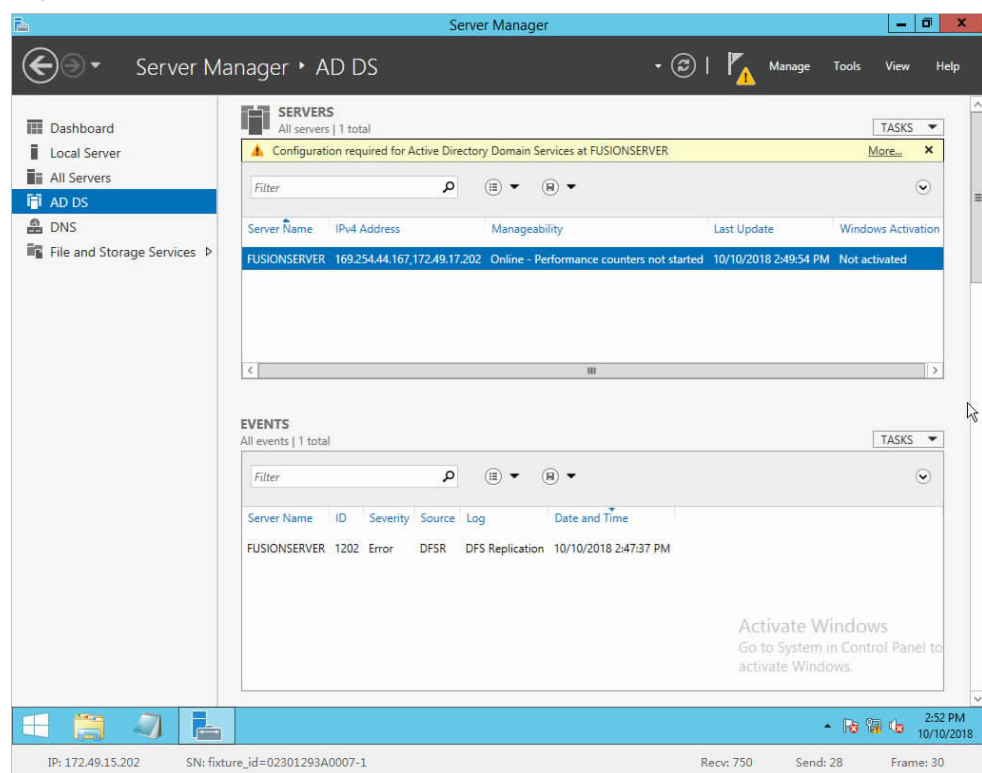 Server Manager
Server Manager • AD DS
Manage Tools View Help
Dashboard
Local Server
All Servers
AD DS
DNS
File and Storage Services
SERVERS
All servers | 1 total
TASKS
Configuration required for Active Directory Domain Services at FUSIONSERVER More...
Filter
Server Name IPv4 Address Manageability Last Update Windows Activation
FUSIONSERVER 169.254.44.167,172.49.17.202 Online - Performance counters not started 10/10/2018 2:49:54 PM Not activated
EVENTS
All events | 1 total
TASKS
Filter
Server Name ID Severity Source Log Date and Time
FUSIONSERVER 1202 Error DFSR DFS Replication 10/10/2018 2:47:37 PM
Activate Windows
Go to System in Control Panel to
activate Windows.
2:52 PM
10/10/2018
IP: 172.49.15.202 SN: fixture_id=02301293A0007-1 Recv: 750 Send: 28 Frame: 30